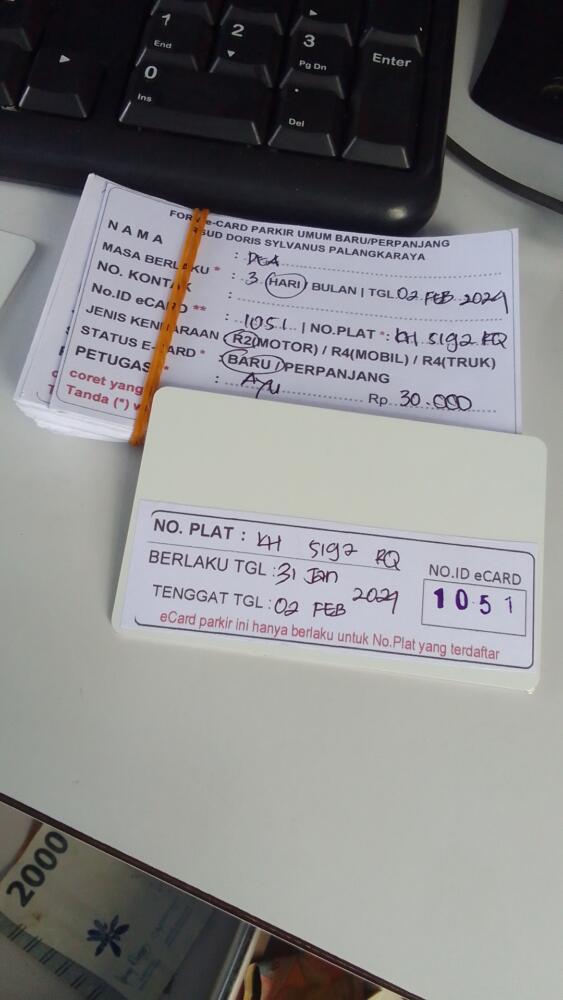 1
End
2
3
Pg Dn
Enter
0
Ins
.
Del
FORM e-CARD PARKIR UMUM BARU/PERPANJANG
RSUD DORIS SYLVANUS PALANGKARAYA
NAMA : DEA
MASA BERLAKU * : 3 HARI / BULAN | TGL 02 FEB 2024
NO. KONTAK :
No.ID eCARD ** : 1051 | NO.PLAT * : KH 5192 RQ
JENIS KENDARAAN R2(MOTOR) / R4(MOBIL) / R4(TRUK)
STATUS E-CARD * : BARU / PERPANJANG
PETUGAS * : Ayu Rp 30.000
coret yang
Tanda (*) w
NO. PLAT : KH 5192 RQ
BERLAKU TGL : 31 Jan
TENGGAT TGL : 02 FEB 2024
NO.ID eCARD
1051
eCard parkir ini hanya berlaku untuk No.Plat yang terdaftar
2000